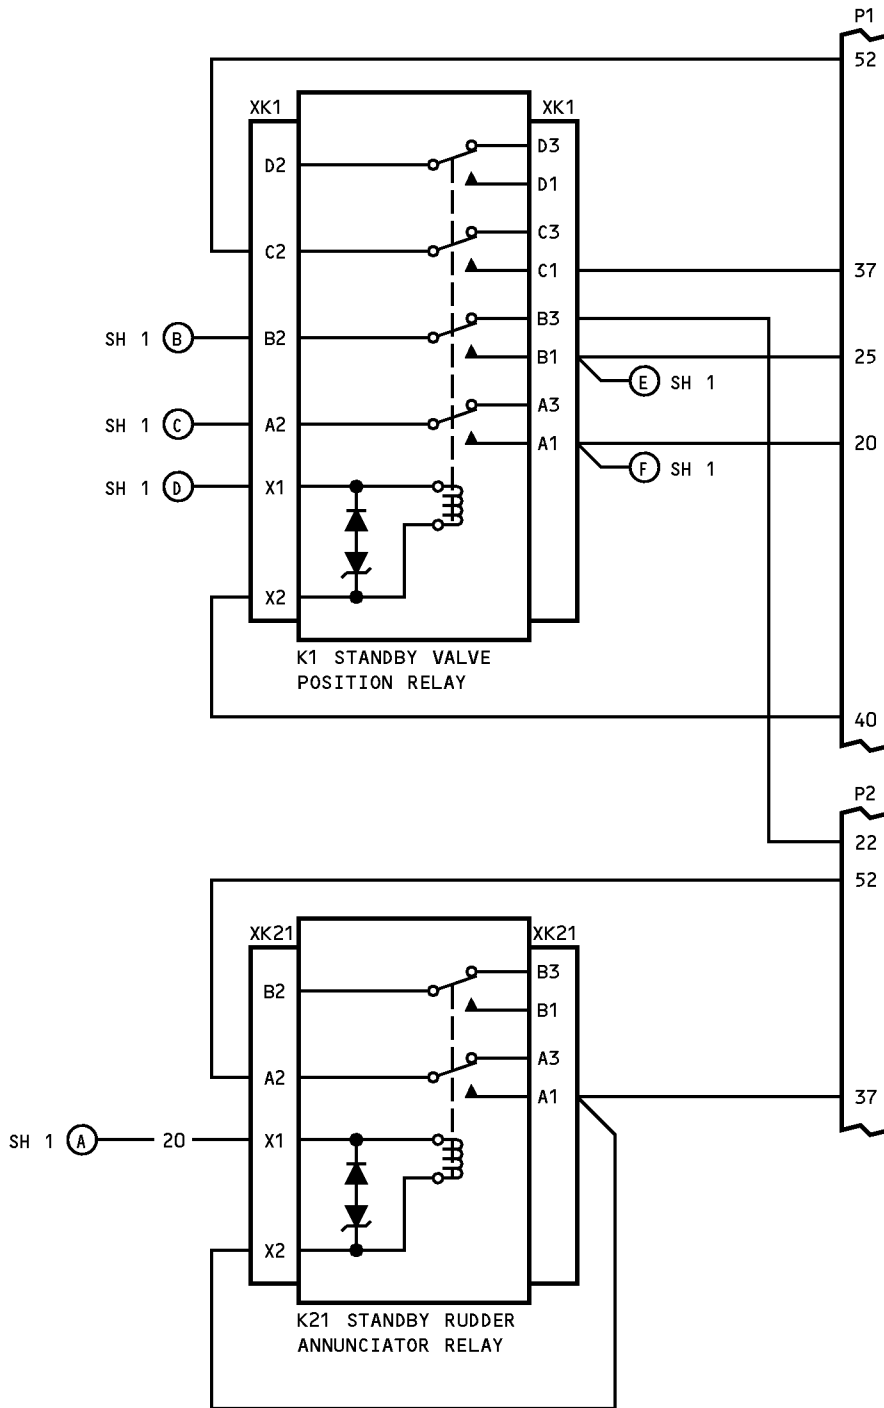 P1
52
XK1 XK1
D3
D2
D1
C3
C2
C1 37
B3
SH 1 B B2
B1 25
E SH 1
A3
SH 1 C A2
A1 20
F SH 1
SH 1 D X1
X2
K1 STANDBY VALVE
POSITION RELAY
40
P2
22
52
XK21 XK21
B3
B2
B1
A3
A2
A1 37
SH 1 A 20 X1
X2
K21 STANDBY RUDDER
ANNUNCIATOR RELAY